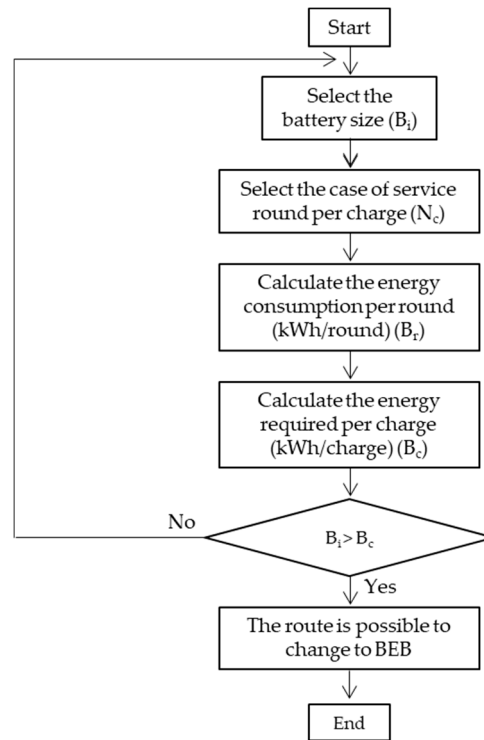 Start
Select the
battery size (Bi)
Select the case of service
round per charge (Nc)
Calculate the energy
consumption per round
(kWh/round) (Br)
Calculate the energy
required per charge
(kWh/charge) (Bc)
No
Bi > Bc
Yes
The route is possible to
change to BEB
End